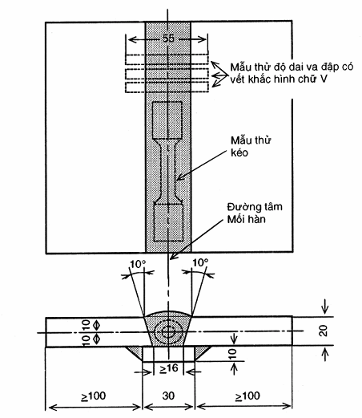 55
Mẫu thử độ dai va đập có
vết khắc hình chữ V
Mẫu thử
kéo
Đường tâm
Mối hàn
10°
10°
10
10
20
10
≥16
≥100
30
≥100